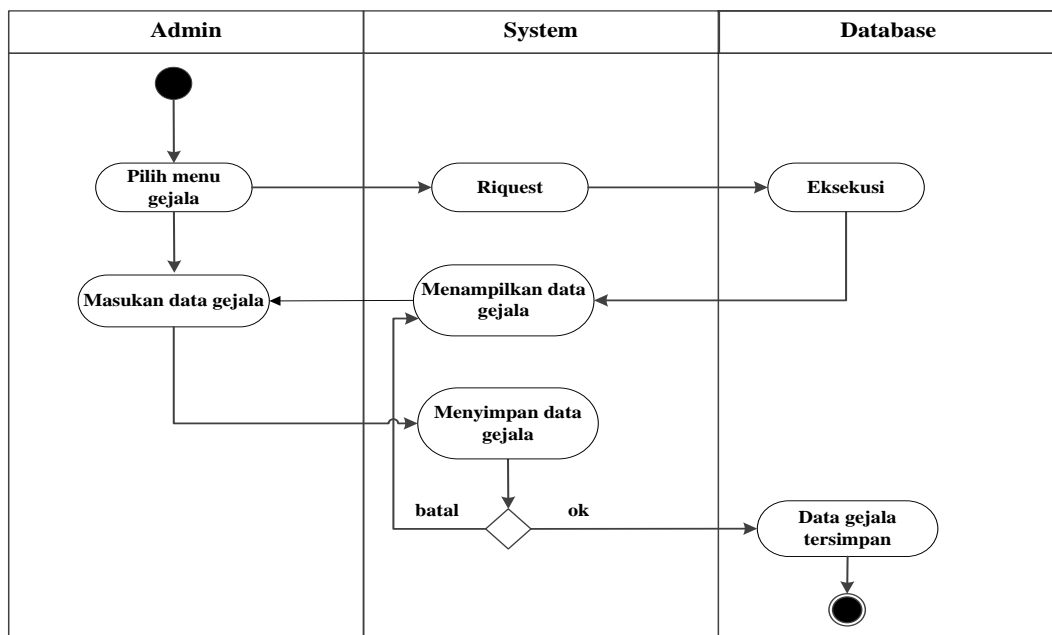 Admin
System
Database
Pilih menu
gejala
Riquest
Eksekusi
Masukan data gejala
Menampilkan data
gejala
Menyimpan data
gejala
batal
ok
Data gejala
tersimpan